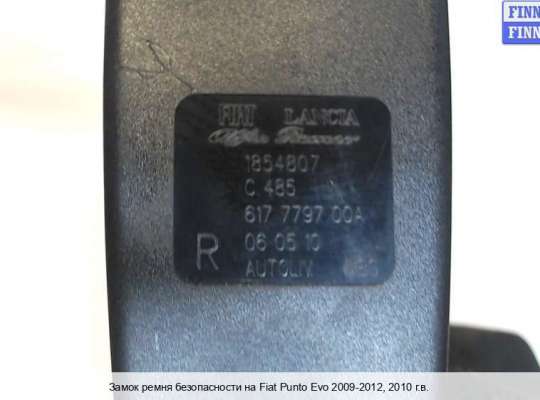 FINN
FINN
FIAT LANCIA
Alfa Romeo
1854807
C. 485
617 7797 00A
06 05 10
R
AUTOLIV
Замок ремня безопасности на Fiat Punto Evo 2009-2012, 2010 г.в.